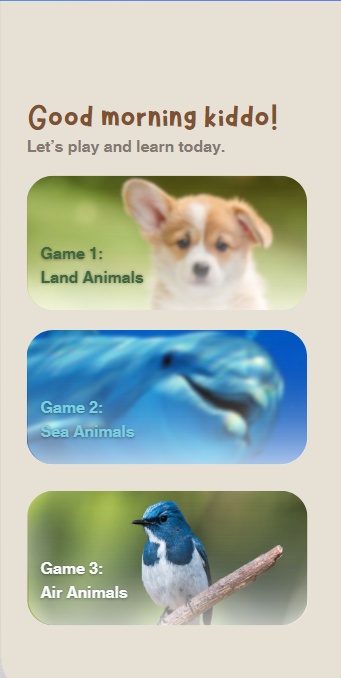 Good morning kiddo!
Let's play and learn today.
Game 1:
Land Animals
Game 2:
Sea Animals
Game 3:
Air Animals